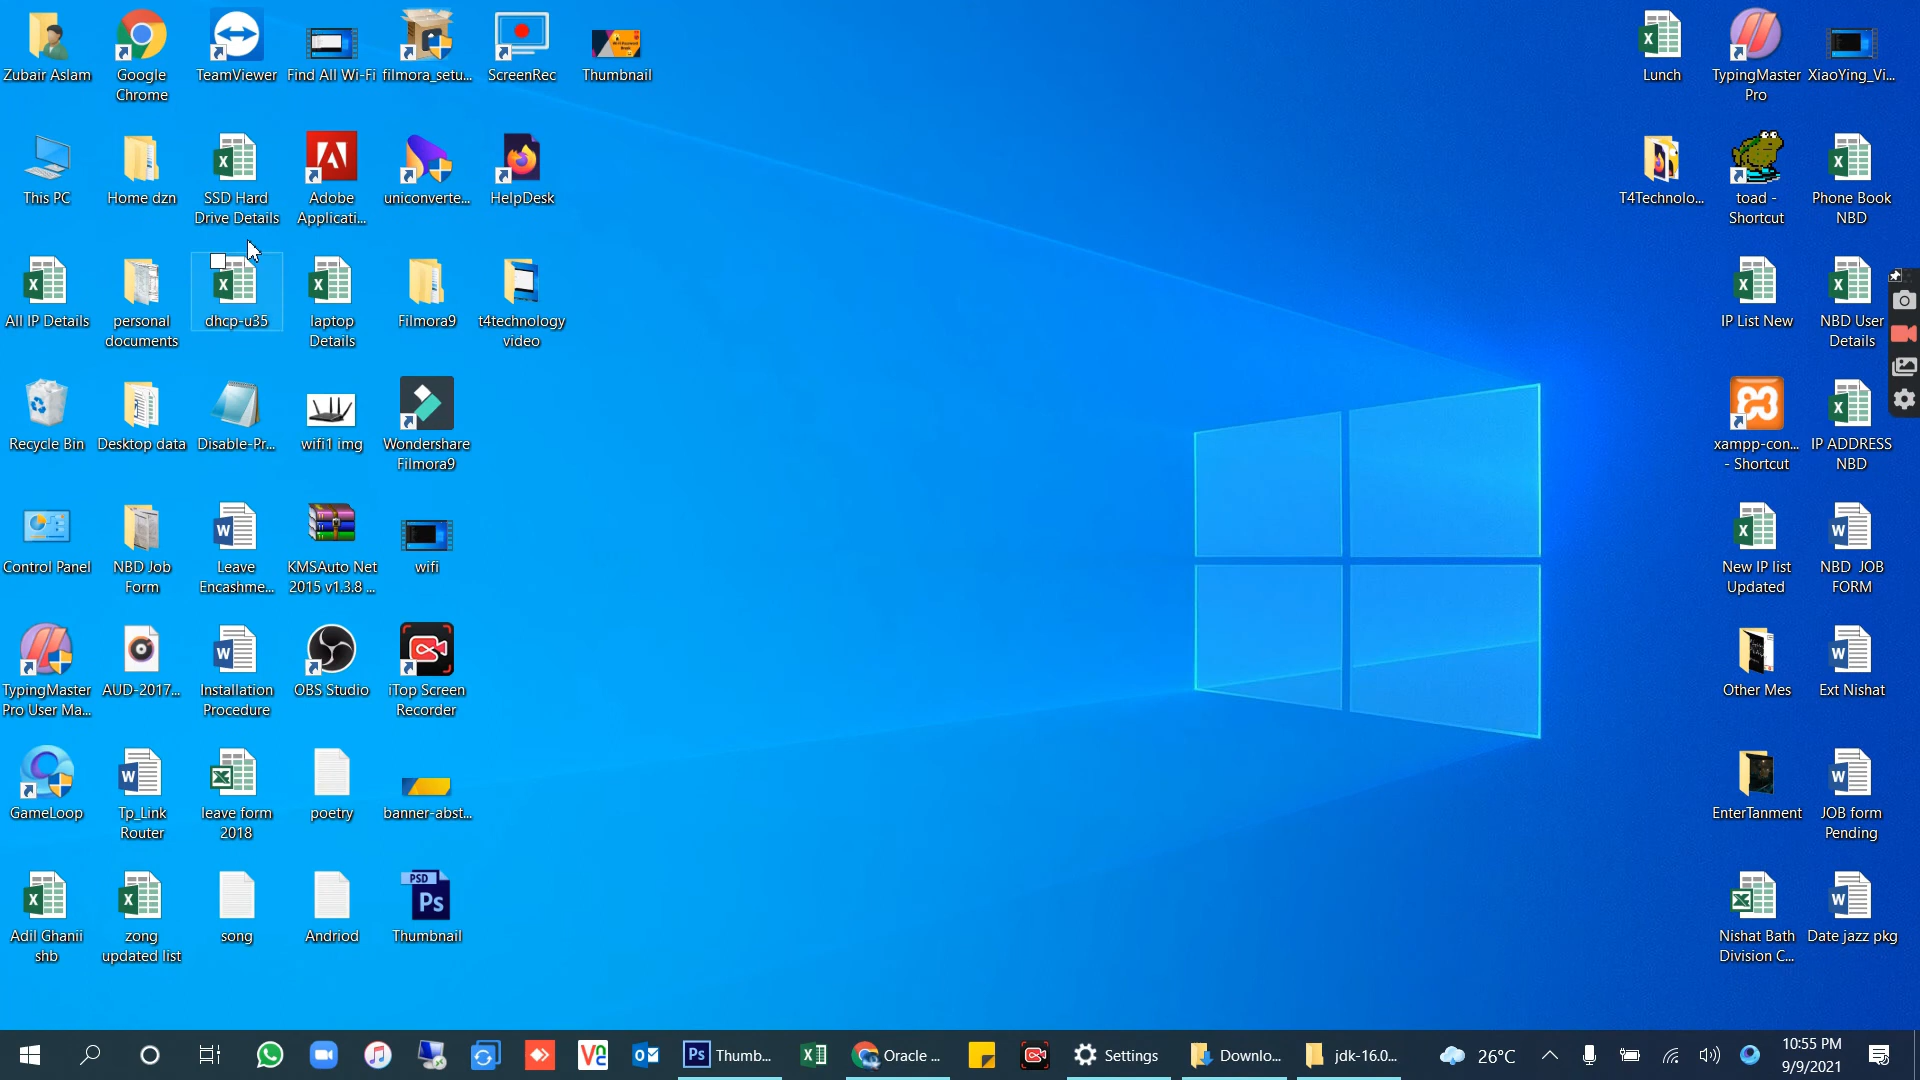 Zubair Aslam
Google
Chrome
TeamViewer
Find All Wi-Fi
filmora_setu...
ScreenRec
Thumbnail
Lunch
TypingMaster
Pro
XiaoYing_Vi...
This PC
Home dzn
SSD Hard
Drive Details
Adobe
Applicati...
uniconverte...
HelpDesk
T4Technolo...
toad -
Shortcut
Phone Book
NBD
All IP Details
personal
documents
dhcp-u35
laptop
Details
Filmora9
t4technology
video
IP List New
NBD User
Details
Recycle Bin
Desktop data
Disable-Pr...
wifi1 img
Wondershare
Filmora9
xampp-con...
- Shortcut
IP ADDRESS
NBD
Control Panel
NBD Job
Form
Leave
Encashme...
KMSAuto Net
2015 v1.3.8 ...
wifi
New IP list
Updated
NBD JOB
FORM
TypingMaster
Pro User Ma...
AUD-2017...
Installation
Procedure
OBS Studio
iTop Screen
Recorder
Other Mes
Ext Nishat
GameLoop
Tp_Link
Router
leave form
2018
poetry
banner-abst...
EnterTanment
JOB form
Pending
PSD
Ps
Adil Ghanii
shb
zong
updated list
song
Andriod
Thumbnail
Nishat Bath
Division C...
Date jazz pkg
Ps Thumb...
Oracle ...
Settings
Downlo...
jdk-16.0...
26°C
10:55 PM
9/9/2021